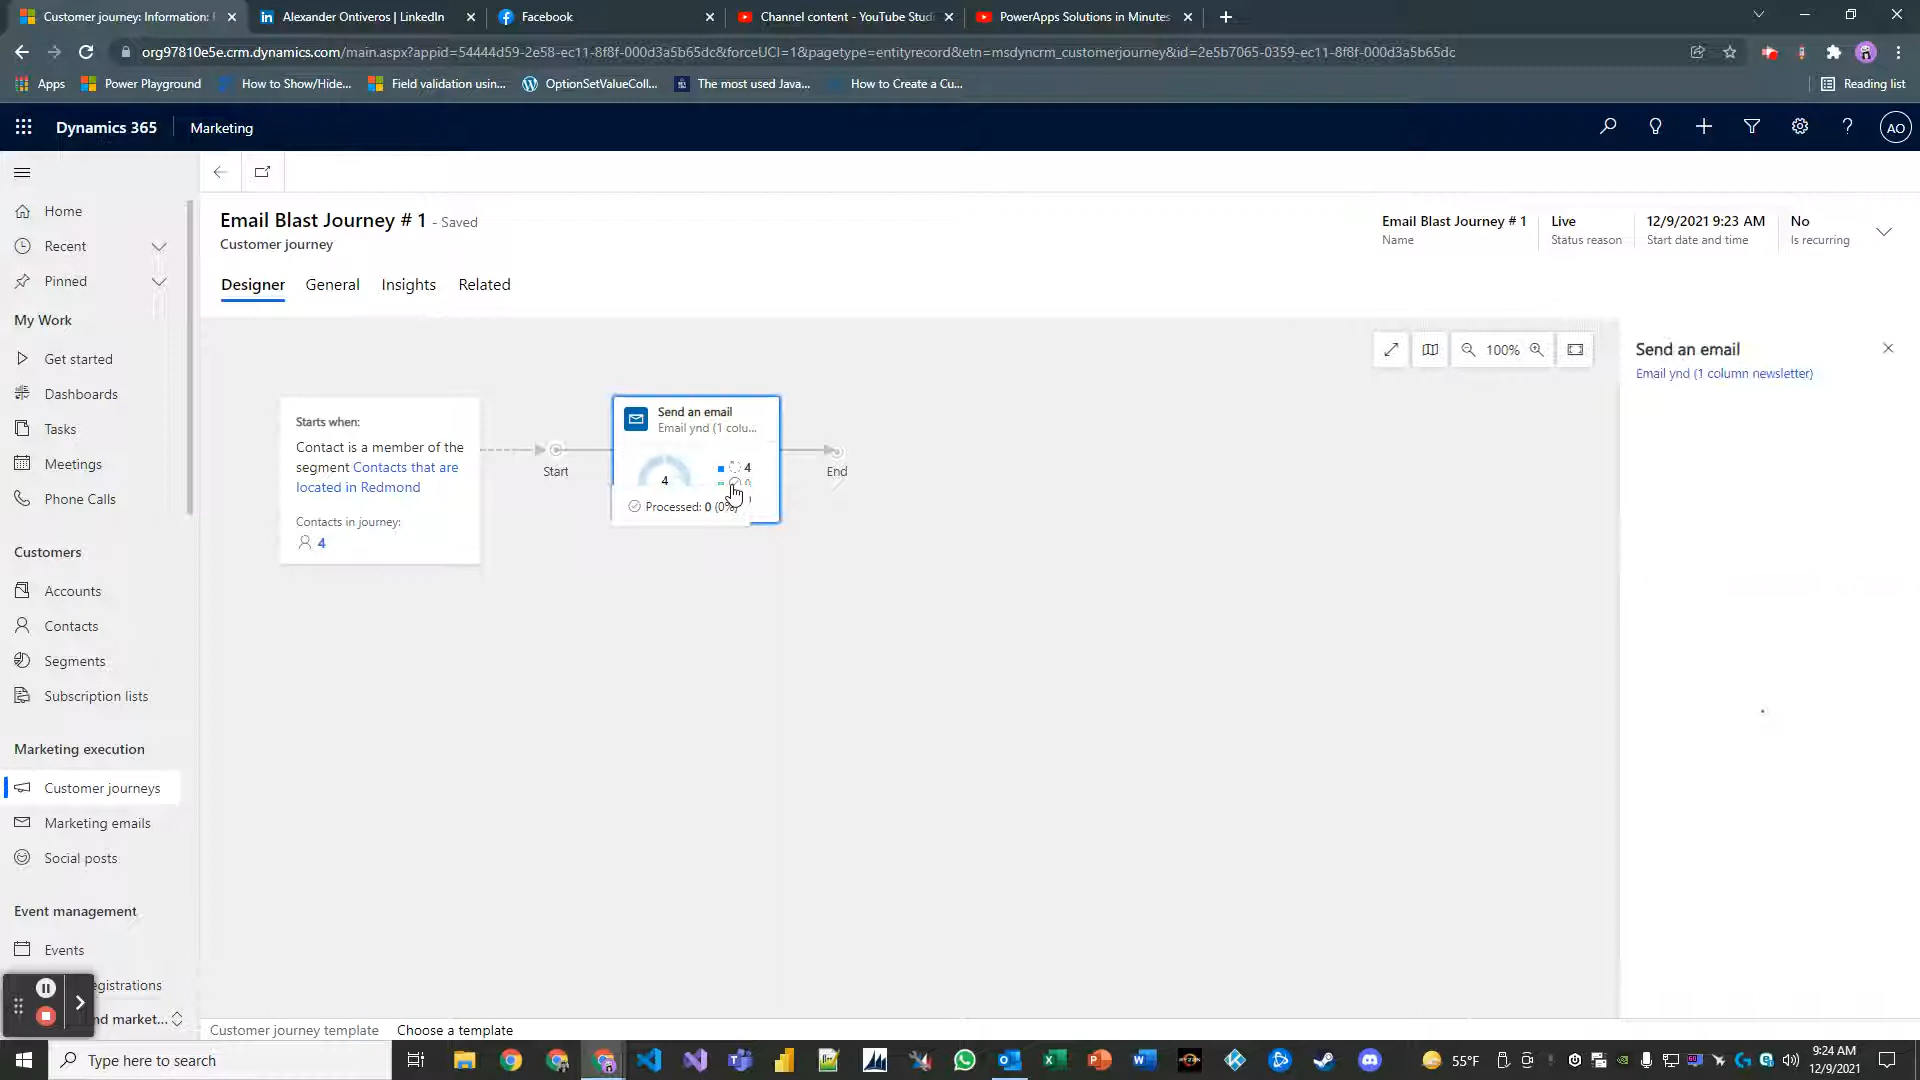 Customer journey: Information: 
Alexander Ontiveros | LinkedIn
Facebook
Channel content - YouTube Studi
PowerApps Solutions in Minutes
org97810e5e.crm.dynamics.com/main.aspx?appid=54444d59-2e58-ec11-8f8f-000d3a5b65dc&forceUCI=1&pagetype=entityrecord&etn=msdyncrm_customerjourney&id=2e5b7065-0359-ec11-8f8f-000d3a5b65dc
Apps
Power Playground
How to Show/Hide...
Field validation usin...
OptionSetValueColl...
The most used Java...
How to Create a Cu...
Reading list
Dynamics 365
Marketing
AO
Home
Recent
Pinned
My Work
Get started
Dashboards
Tasks
Meetings
Phone Calls
Customers
Accounts
Contacts
Segments
Subscription lists
Marketing execution
Customer journeys
Marketing emails
Social posts
Event management
Events
egistrations
nd market...
Email Blast Journey # 1 - Saved
Customer journey
Email Blast Journey # 1
Name
Live
Status reason
12/9/2021 9:23 AM
Start date and time
No
Is recurring
Designer
General
Insights
Related
100%
Starts when:
Contact is a member of the
segment Contacts that are
located in Redmond
Contacts in journey:
4
Start
Send an email
Email ynd (1 colu...
4
4
0
Processed: 0 (0%)
End
Send an email
Email ynd (1 column newsletter)
Customer journey template
Choose a template
Type here to search
55°F
9:24 AM
12/9/2021